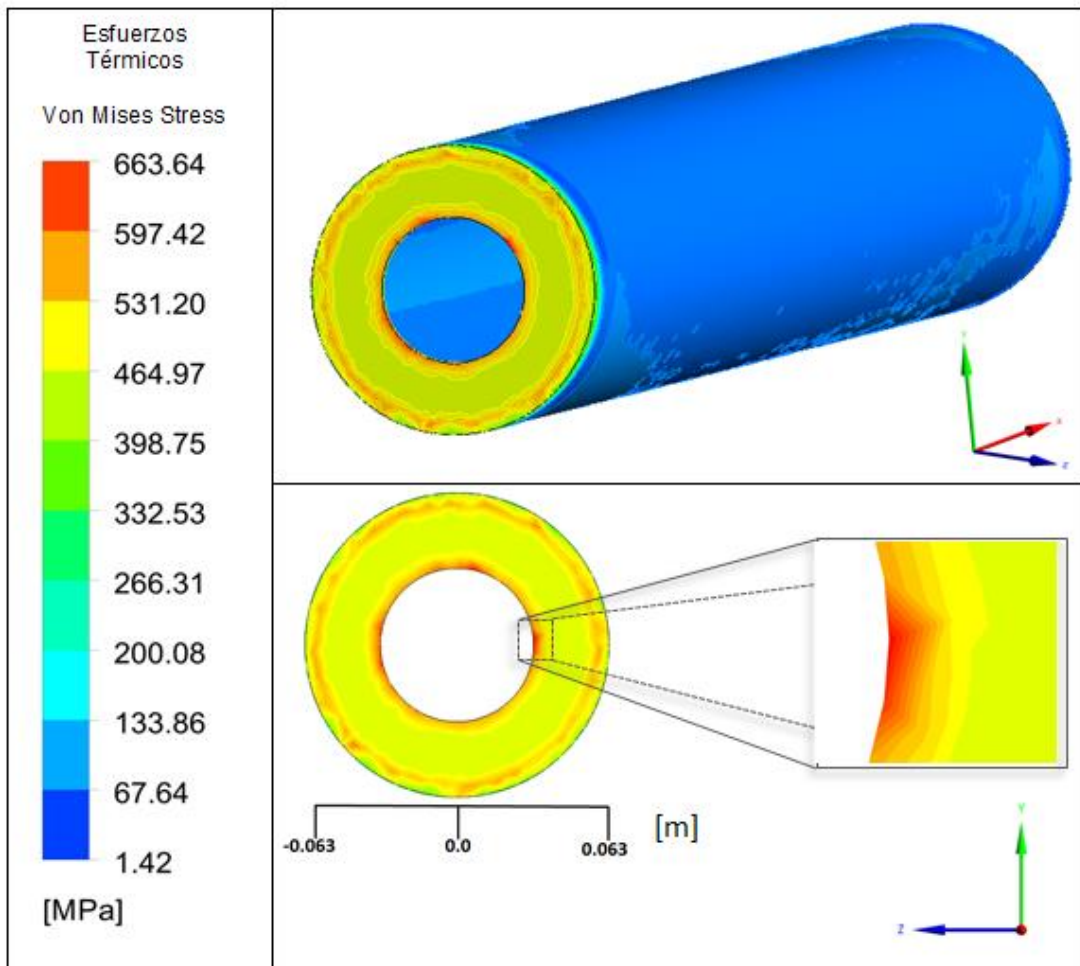 Esfuerzos
Térmicos
Von Mises Stress
663.64
597.42
531.20
464.97
398.75
332.53
266.31
200.08
133.86
67.64
1.42
[MPa]
x
z
-0.063 0.0 0.063 [m]
Y
Z